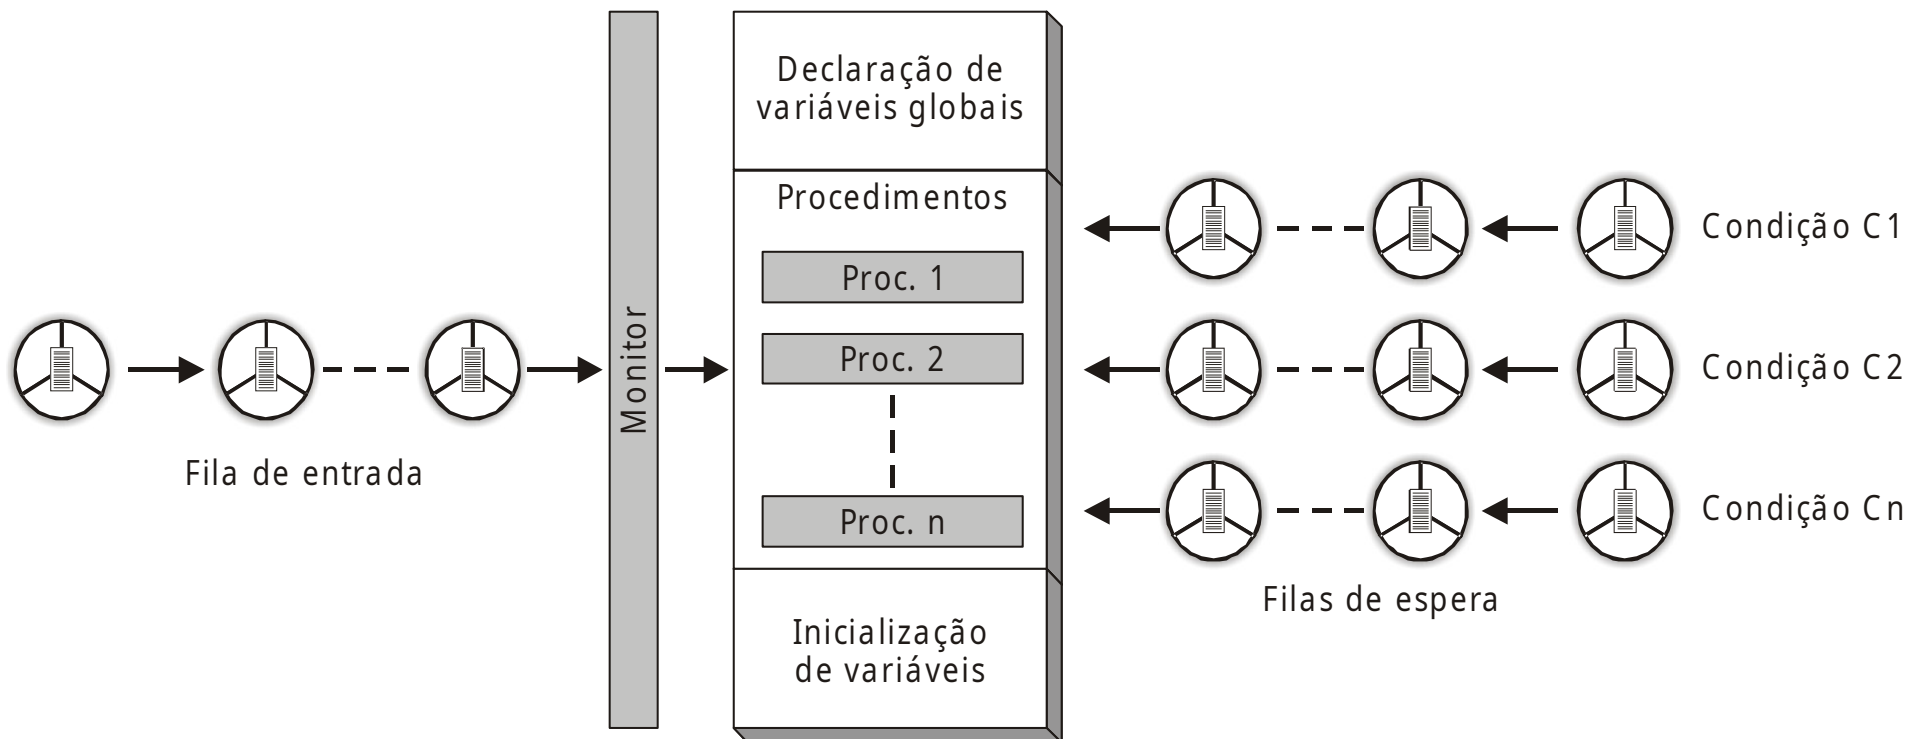 Declaração de
variáveis globais
Procedimentos
Proc. 1
Proc. 2
Proc. n
Inicialização
de variáveis
Monitor
Fila de entrada
Condição C1
Condição C2
Condição Cn
Filas de espera